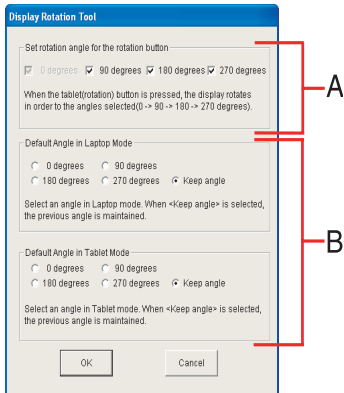 Display Rotation Tool
Set rotation angle for the rotation button
0 degrees 90 degrees 180 degrees 270 degrees
When the tablet(rotation) button is pressed, the display rotates
in order to the angles selected(0 -> 90 -> 180 -> 270 degrees).
A
Default Angle in Laptop Mode
0 degrees 90 degrees
180 degrees 270 degrees Keep angle
Select an angle in Laptop mode. When <Keep angle> is selected,
the previous angle is maintained.
B
Default Angle in Tablet Mode
0 degrees 90 degrees
180 degrees 270 degrees Keep angle
Select an angle in Tablet mode. When <Keep angle> is selected,
the previous angle is maintained.
OK Cancel